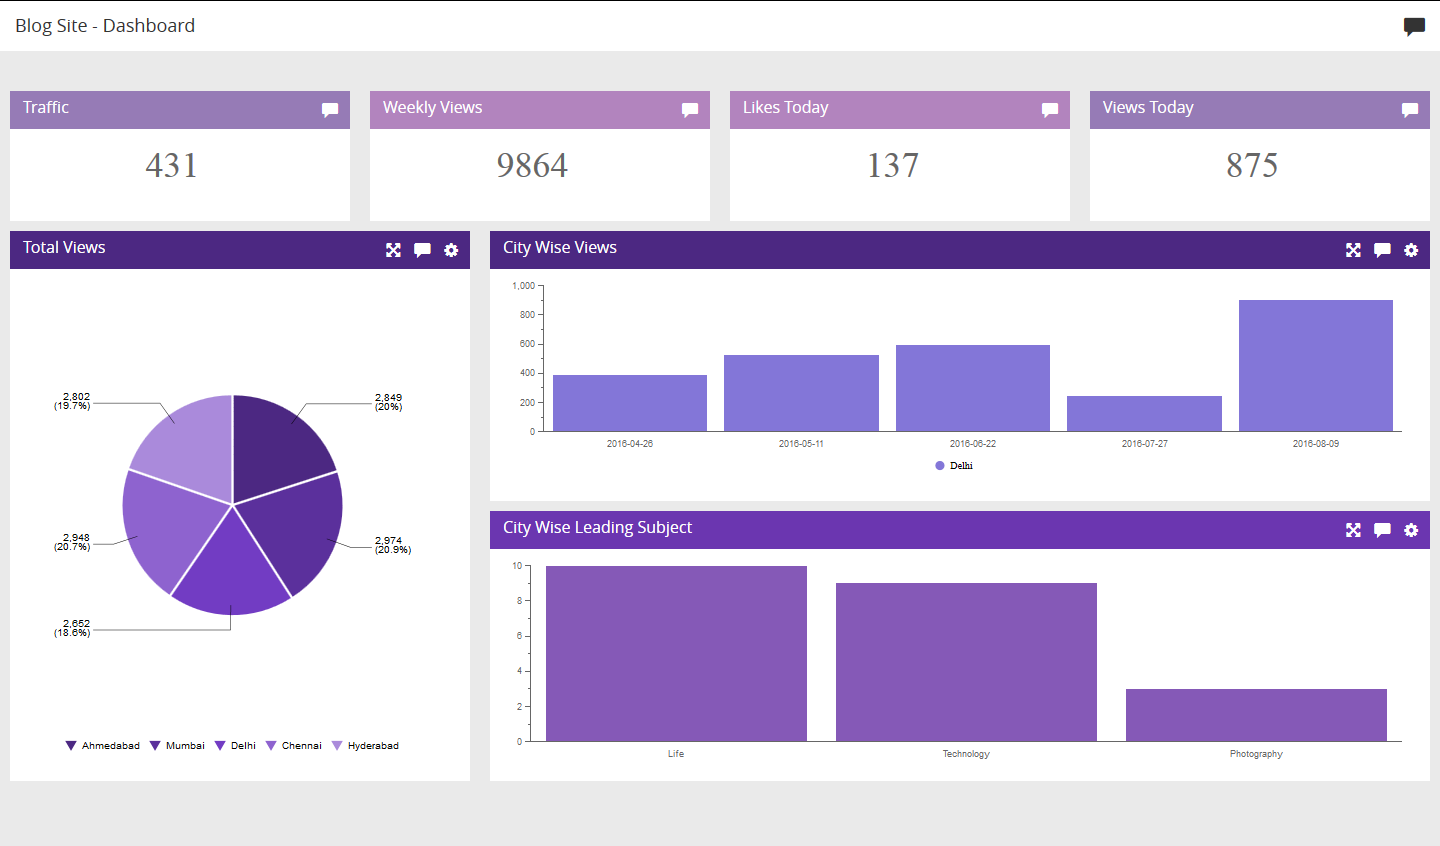 Blog Site - Dashboard
Traffic
431
Weekly Views
9864
Likes Today
137
Views Today
875
Total Views
2,802
(19.7%)
2,849
(20%)
2,948
(20.7%)
2,974
(20.9%)
2,652
(18.6%)
Ahmedabad Mumbai Delhi Chennai Hyderabad
City Wise Views
1,000
800
600
400
200
0
2016-04-26 2016-05-11 2016-06-22 2016-07-27 2016-08-09
Delhi
City Wise Leading Subject
10
8
6
4
2
0
Life Technology Photography